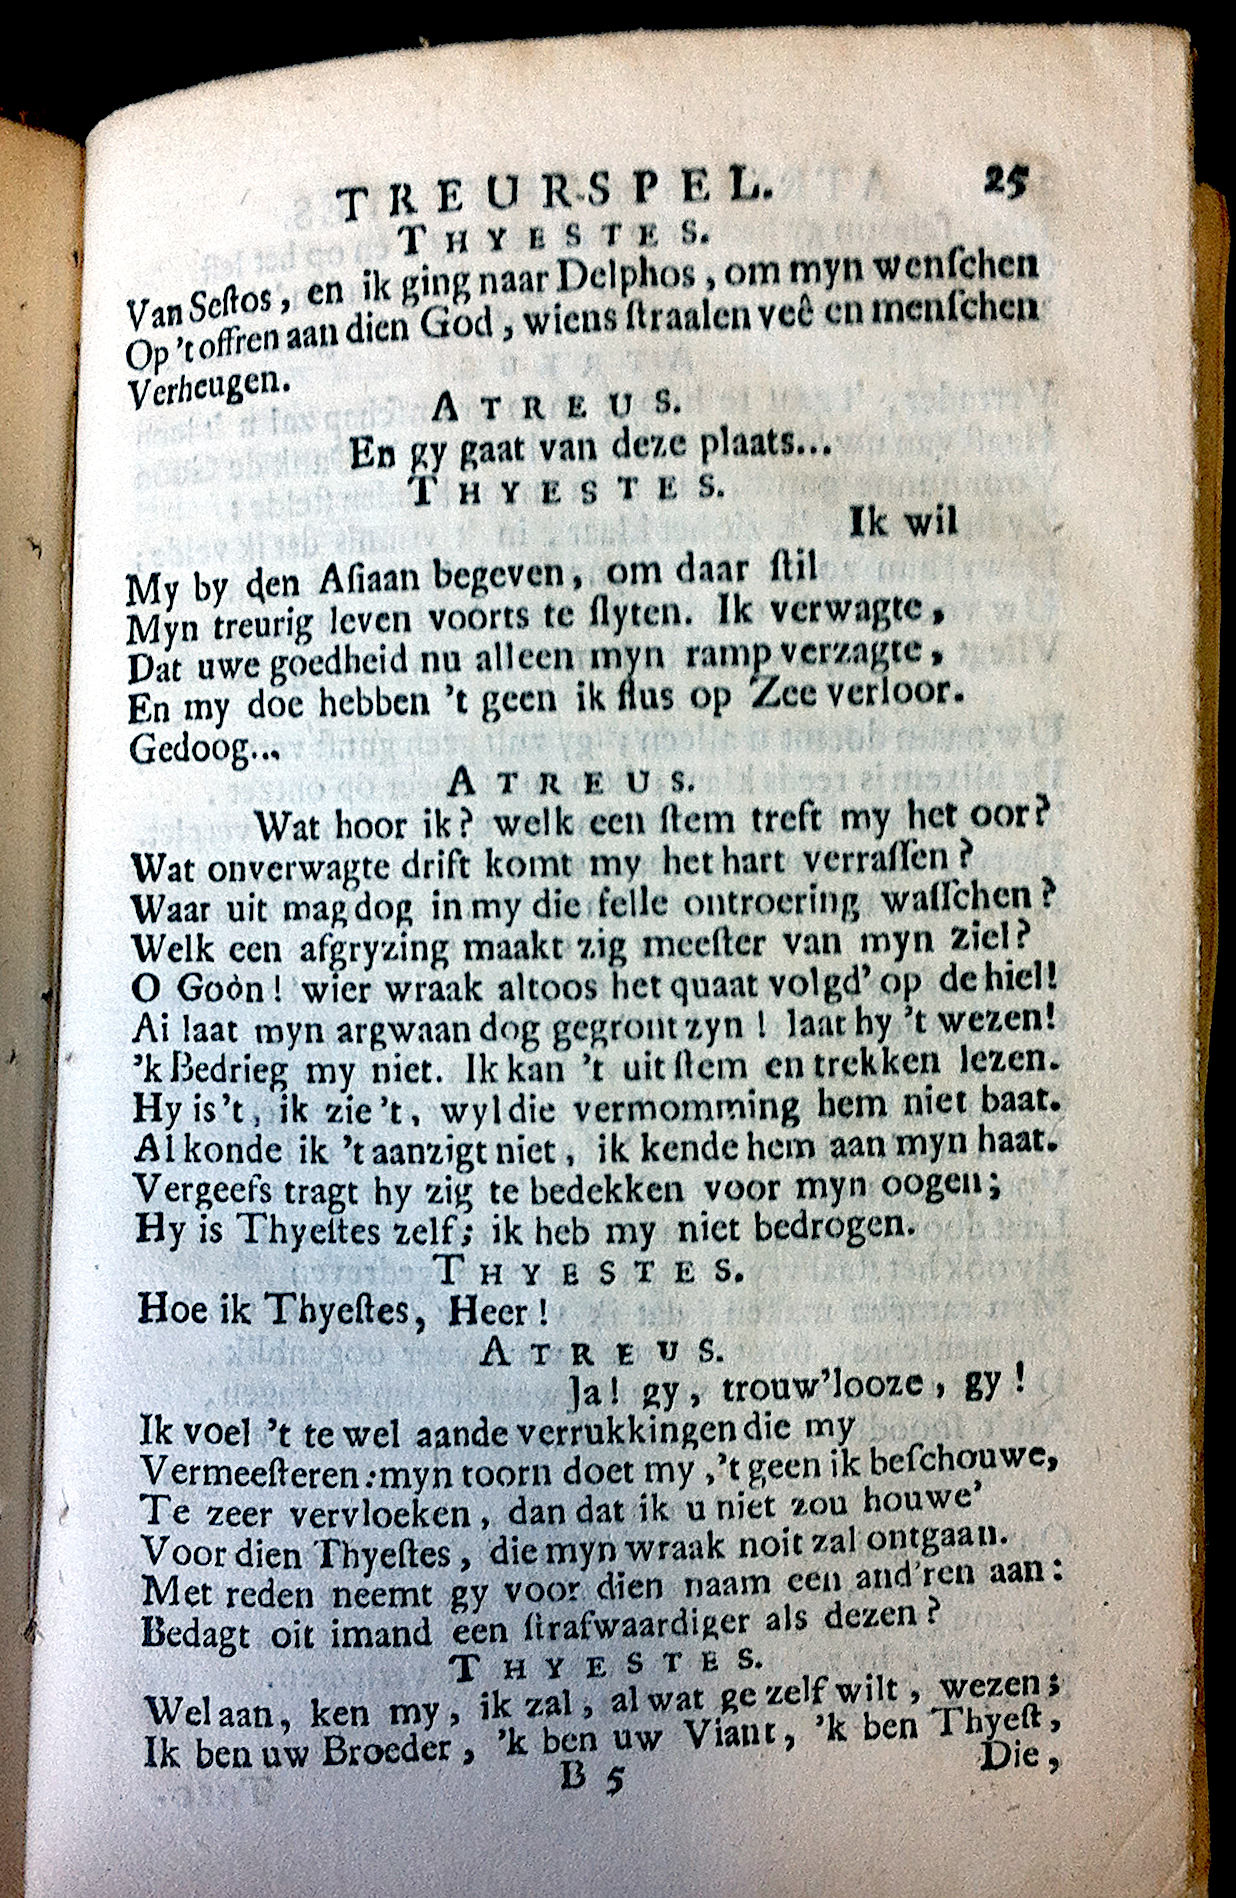 TREURSPEL. 25
THYESTES.
Van Seſtos, en ik ging naar Delphos, om myn wenſchen
Op 't offren aan dien God, wiens ſtraalen veê en menſchen
Verheugen.
ATREUS.
En gy gaat van deze plaats...
THYESTES.
Ik wil
My by den Aſiaan begeven, om daar ſtil
Myn treurig leven voorts te ſlyten. Ik verwagte,
Dat uwe goedheid nu alleen myn ramp verzagte,
En my doe hebben 't geen ik flus op Zee verloor.
Gedoog...
ATREUS.
Wat hoor ik? welk een ſtem treft my het oor?
Wat onverwagte drift komt my het hart verraſſen?
Waar uit mag dog in my die felle ontroering waſſchen?
Welk een afgryzing maakt zig meeſter van myn ziel?
O Goòn! wier wraak altoos het quaat volgd' op de hiel!
Ai laat myn argwaan dog gegront zyn! laat hy 't wezen!
'k Bedrieg my niet. Ik kan 't uit ſtem en trekken lezen.
Hy is 't, ik zie 't, wyl die vermomming hem niet baat.
Al konde ik 't aanzigt niet, ik kende hem aan myn haat.
Vergeefs tragt hy zig te bedekken voor myn oogen;
Hy is Thyeſtes zelf; ik heb my niet bedrogen.
THYESTES.
Hoe ik Thyeſtes, Heer!
ATREUS.
Ja! gy, trouw'looze, gy!
Ik voel 't te wel aande verrukkingen die my
Vermeeſteren: myn toorn doet my, 't geen ik beſchouwe,
Te zeer vervloeken, dan dat ik u niet zou houwe'
Voor dien Thyeſtes, die myn wraak noit zal ontgaan.
Met reden neemt gy voor dien naam een and'ren aan:
Bedagt oit imand een ſtrafwaardiger als dezen?
THYESTES.
Wel aan, ken my, ik zal, al wat ge zelf wilt, wezen;
Ik ben uw Broeder, 'k ben uw Viant, 'k ben Thyeſt,
Die,
B 5